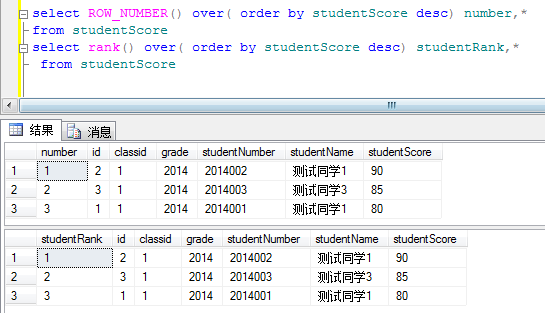 select ROW_NUMBER() over( order by studentScore desc) number,*
from studentScore
select rank() over( order by studentScore desc) studentRank,*
from studentScore
结果 消息
number id classid grade studentNumber studentName studentScore
1 1 2 1 2014 2014002 测试同学1 90
2 2 3 1 2014 2014003 测试同学3 85
3 3 1 1 2014 2014001 测试同学1 80
studentRank id classid grade studentNumber studentName studentScore
1 1 2 1 2014 2014002 测试同学1 90
2 2 3 1 2014 2014003 测试同学3 85
3 3 1 1 2014 2014001 测试同学1 80